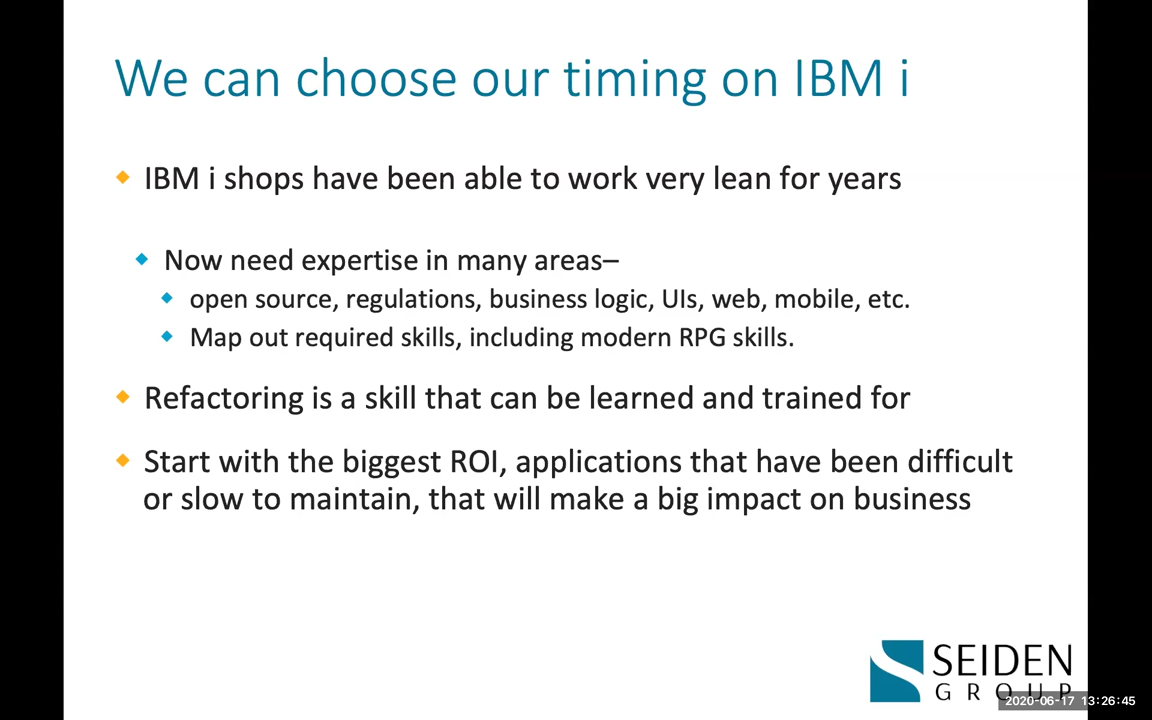 We can choose our timing on IBM i
IBM i shops have been able to work very lean for years
Now need expertise in many areas–
open source, regulations, business logic, UIs, web, mobile, etc.
Map out required skills, including modern RPG skills.
Refactoring is a skill that can be learned and trained for
Start with the biggest ROI, applications that have been difficult
or slow to maintain, that will make a big impact on business
SEIDEN
GROUP
2020-06-17 13:26:45